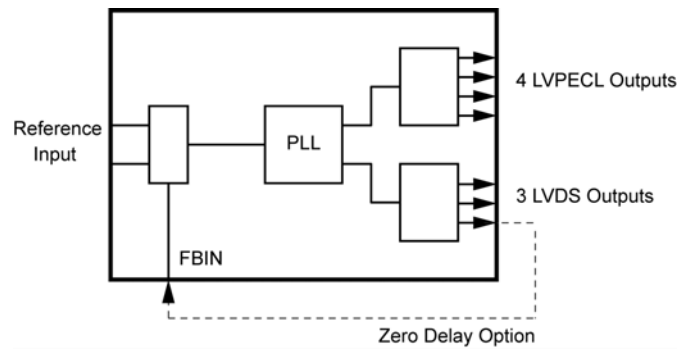 4 LVPECL Outputs
Reference
Input
PLL
3 LVDS Outputs
FBIN
Zero Delay Option